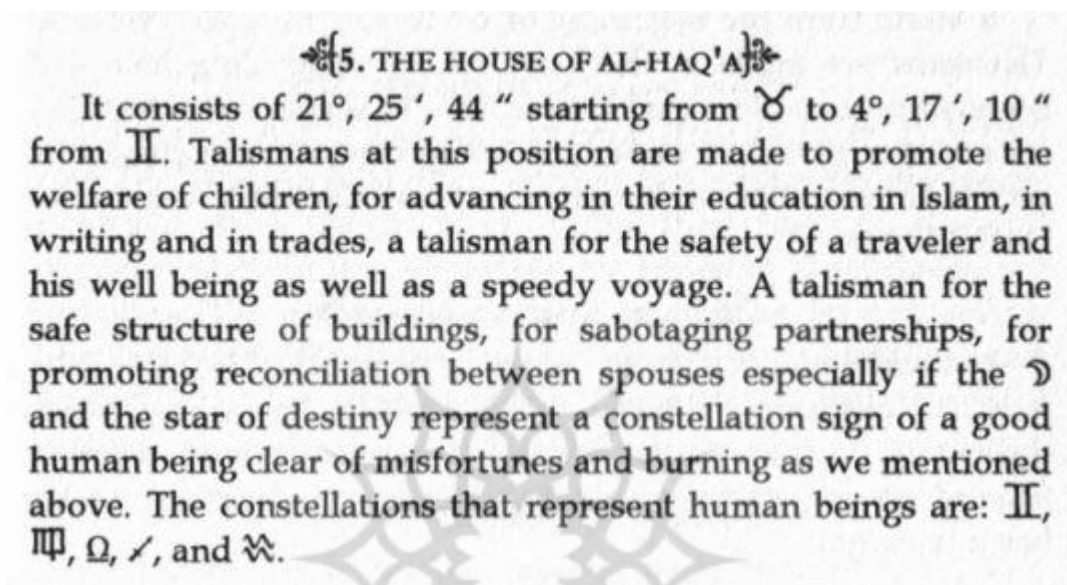 5. THE HOUSE OF AL-HAQ'A
It consists of 21°, 25 ‘, 44 “ starting from ♉ to 4°, 17 ‘, 10 “
from ♊. Talismans at this position are made to promote the
welfare of children, for advancing in their education in Islam, in
writing and in trades, a talisman for the safety of a traveler and
his well being as well as a speedy voyage. A talisman for the
safe structure of buildings, for sabotaging partnerships, for
promoting reconciliation between spouses especially if the ☽
and the star of destiny represent a constellation sign of a good
human being clear of misfortunes and burning as we mentioned
above. The constellations that represent human beings are: ♊,
♍, Ω, ♐, and ♒.